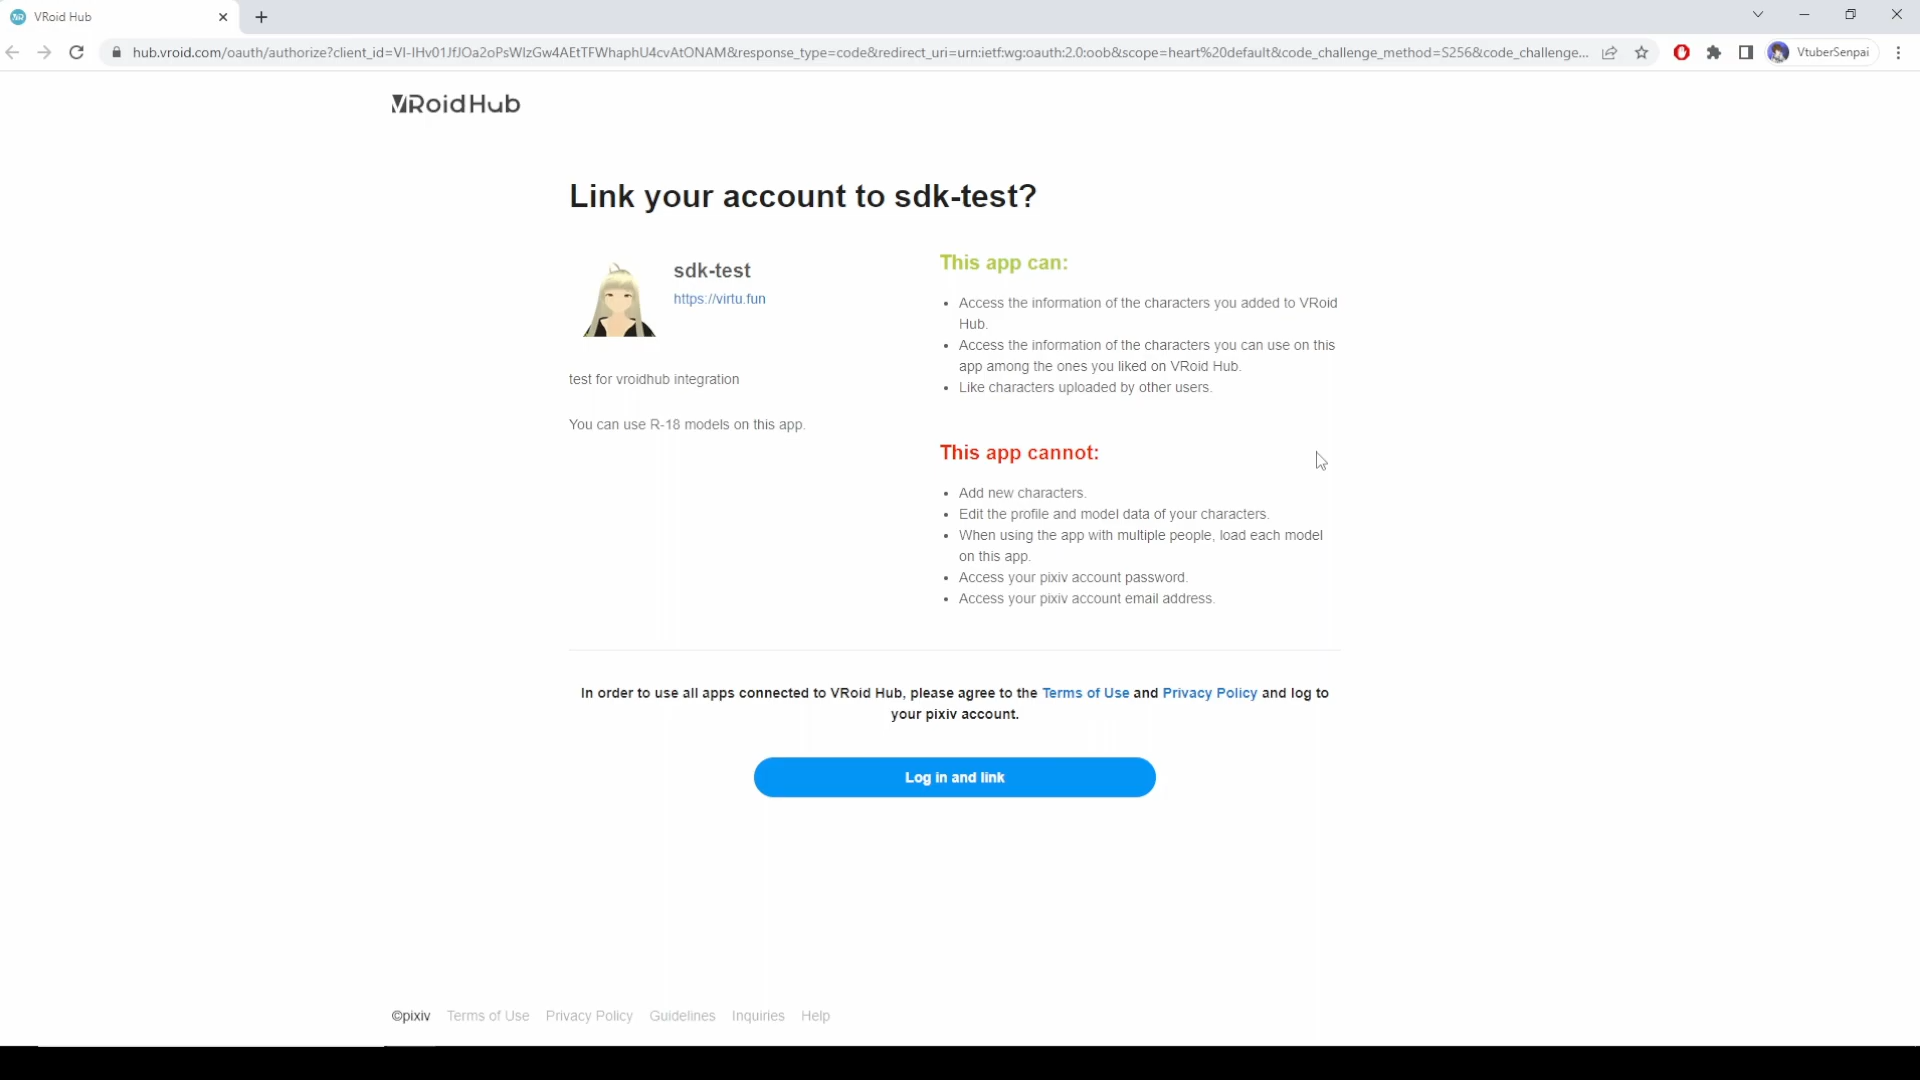 VRoid Hub
hub.vroid.com/oauth/authorize?client_id=VI-IHv01JfJOa2oPsWIzGw4AEtTFWhaphU4cvAtONAM&response_type=code&redirect_uri=urn:ietf:wg:oauth:2.0:oob&scope=heart%20default&code_challenge_method=S256&code_challenge...
VtuberSenpai
VRoidHub
Link your account to sdk-test?
sdk-test
https://virtu.fun
test for vroidhub integration
You can use R-18 models on this app.
This app can:
• Access the information of the characters you added to VRoid
Hub.
• Access the information of the characters you can use on this
app among the ones you liked on VRoid Hub.
• Like characters uploaded by other users.
This app cannot:
• Add new characters.
• Edit the profile and model data of your characters.
• When using the app with multiple people, load each model
on this app.
• Access your pixiv account password.
• Access your pixiv account email address.
In order to use all apps connected to VRoid Hub, please agree to the Terms of Use and Privacy Policy and log to
your pixiv account.
Log in and link
©pixiv Terms of Use Privacy Policy Guidelines Inquiries Help